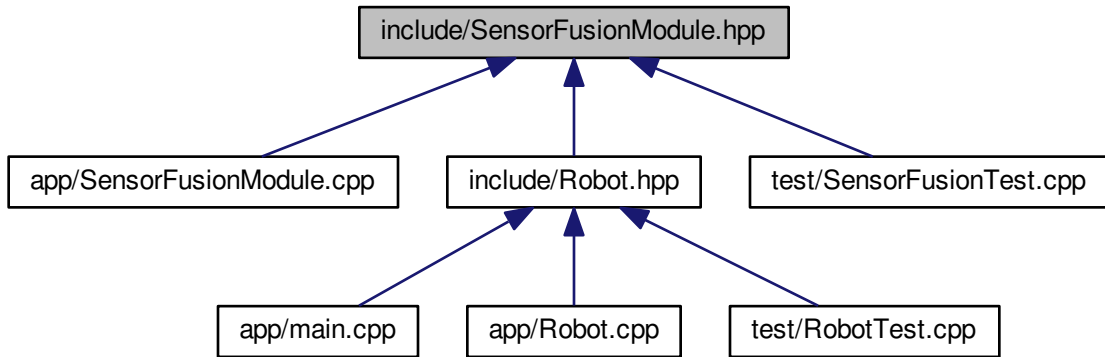 include/SensorFusionModule.hpp
app/SensorFusionModule.cpp
include/Robot.hpp
test/SensorFusionTest.cpp
app/main.cpp
app/Robot.cpp
test/RobotTest.cpp